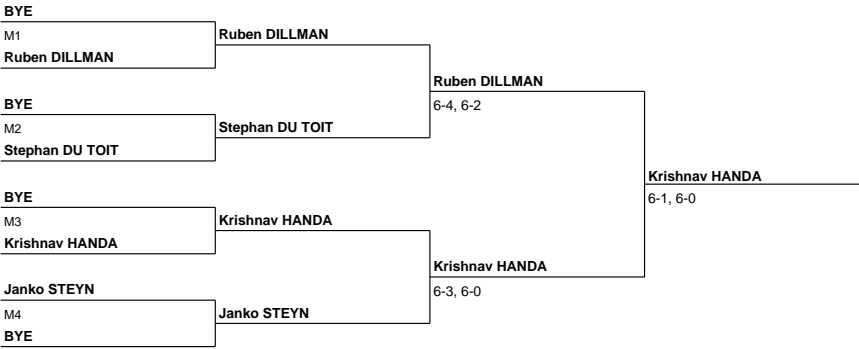 BYE
M1
Ruben DILLMAN
Ruben DILLMAN
BYE
M2
Stephan DU TOIT
Stephan DU TOIT
Ruben DILLMAN
6-4, 6-2
BYE
M3
Krishnav HANDA
Krishnav HANDA
Janko STEYN
M4
BYE
Janko STEYN
Krishnav HANDA
6-3, 6-0
Krishnav HANDA
6-1, 6-0